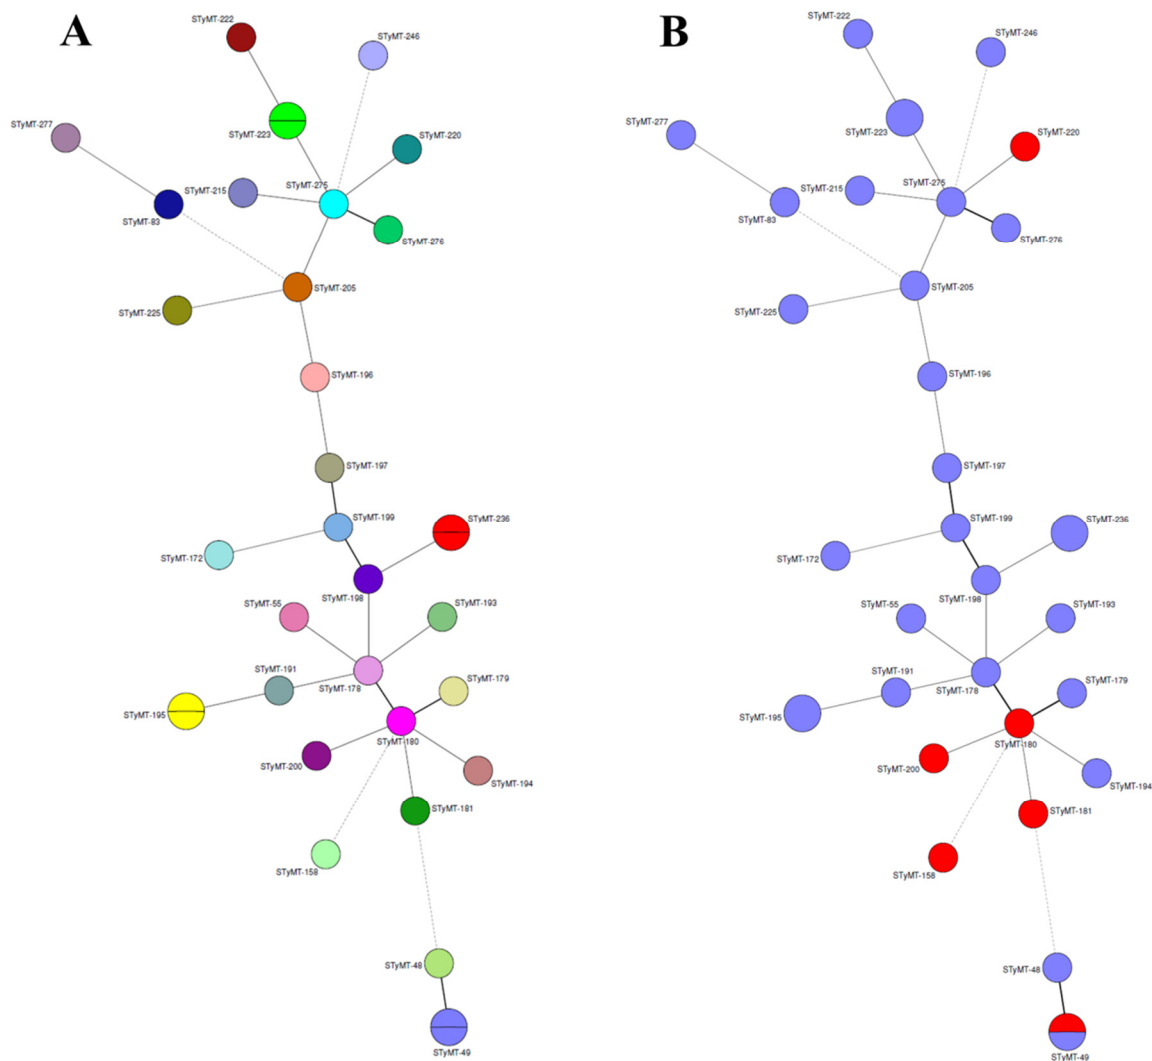 A
STyMT-222
STyMT-246
STyMT-277
STyMT-223
STyMT-220
STyMT-275
STyMT-215
STyMT-83
STyMT-276
STyMT-205
STyMT-225
STyMT-196
STyMT-197
STyMT-199
STyMT-236
STyMT-172
STyMT-198
STyMT-55
STyMT-193
STyMT-191
STyMT-178
STyMT-179
STyMT-195
STyMT-180
STyMT-200
STyMT-194
STyMT-181
STyMT-158
STyMT-48
STyMT-49
B
STyMT-222
STyMT-246
STyMT-277
STyMT-223
STyMT-220
STyMT-275
STyMT-215
STyMT-83
STyMT-276
STyMT-205
STyMT-225
STyMT-196
STyMT-197
STyMT-199
STyMT-236
STyMT-172
STyMT-198
STyMT-55
STyMT-193
STyMT-191
STyMT-178
STyMT-179
STyMT-195
STyMT-180
STyMT-200
STyMT-194
STyMT-181
STyMT-158
STyMT-48
STyMT-49